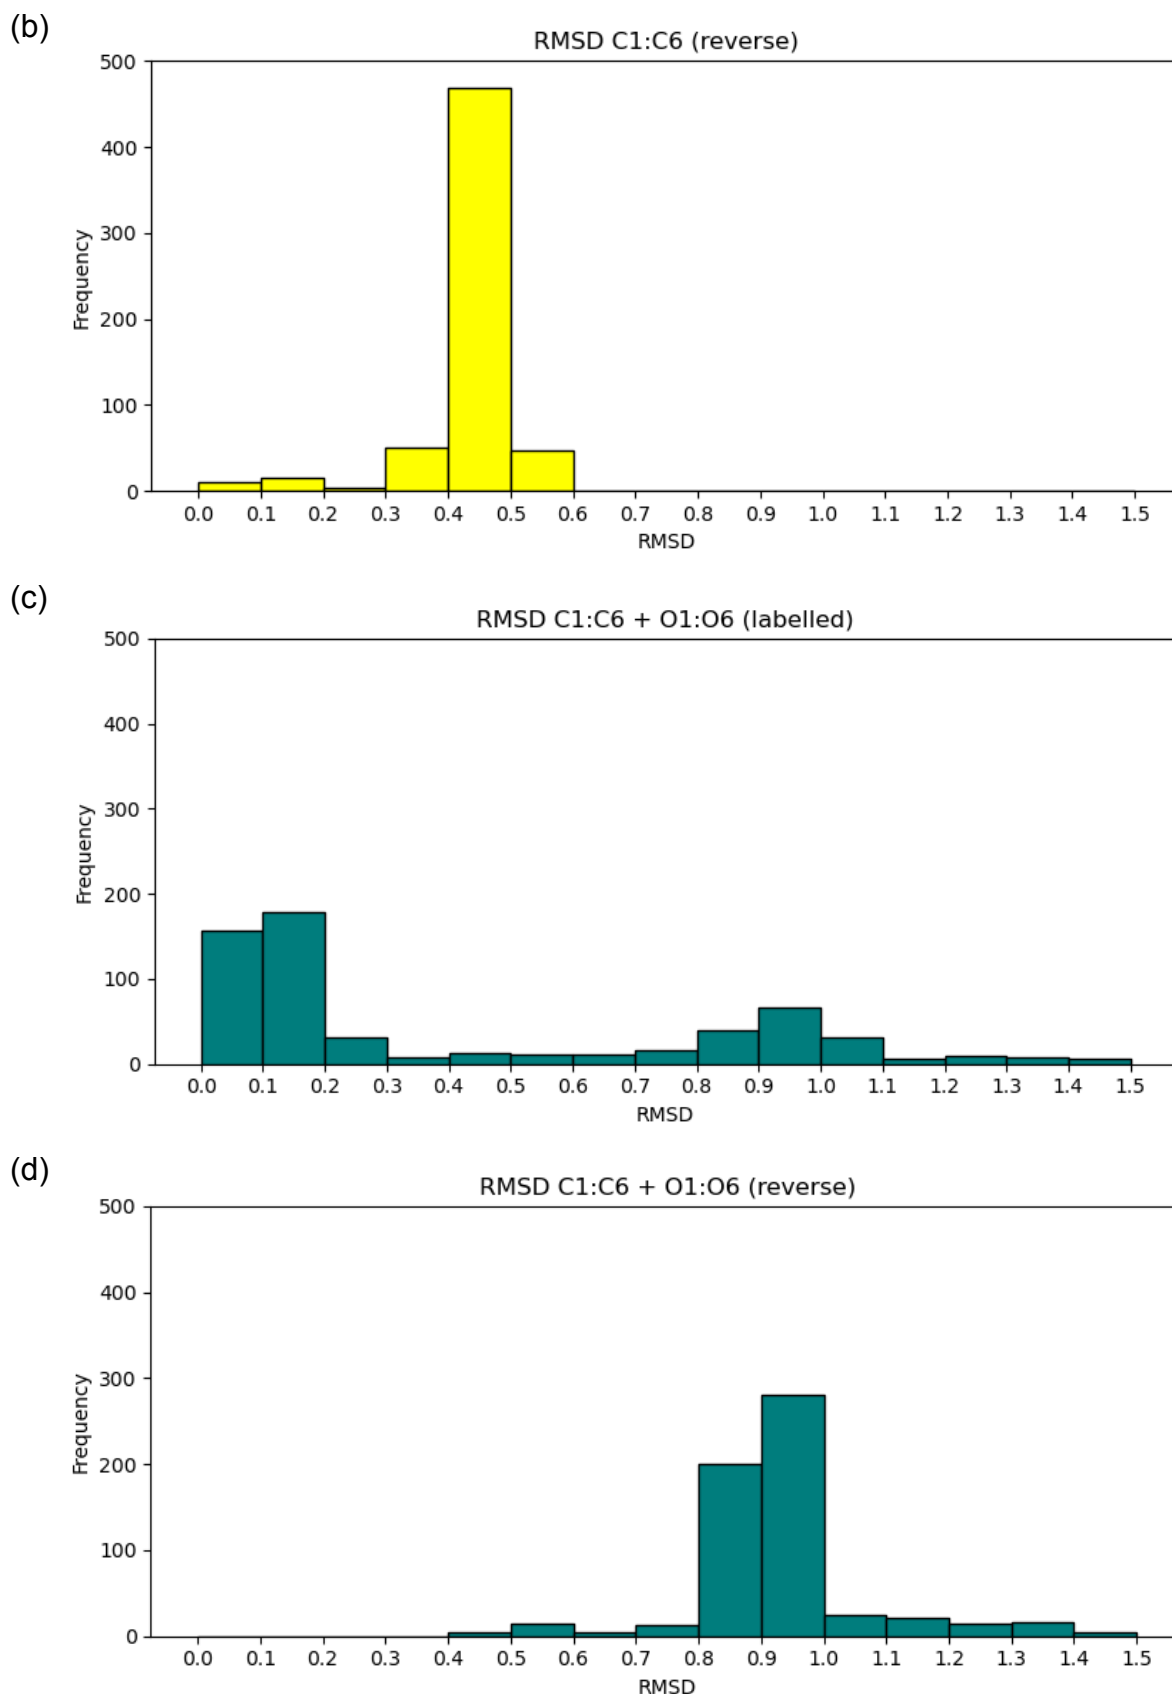 (b)
RMSD C1:C6 (reverse)
500
400
300
200
100
0
Frequency
0.0 0.1 0.2 0.3 0.4 0.5 0.6 0.7 0.8 0.9 1.0 1.1 1.2 1.3 1.4 1.5
RMSD
(c)
RMSD C1:C6 + O1:O6 (labelled)
500
400
300
200
100
0
Frequency
0.0 0.1 0.2 0.3 0.4 0.5 0.6 0.7 0.8 0.9 1.0 1.1 1.2 1.3 1.4 1.5
RMSD
(d)
RMSD C1:C6 + O1:O6 (reverse)
500
400
300
200
100
0
Frequency
0.0 0.1 0.2 0.3 0.4 0.5 0.6 0.7 0.8 0.9 1.0 1.1 1.2 1.3 1.4 1.5
RMSD